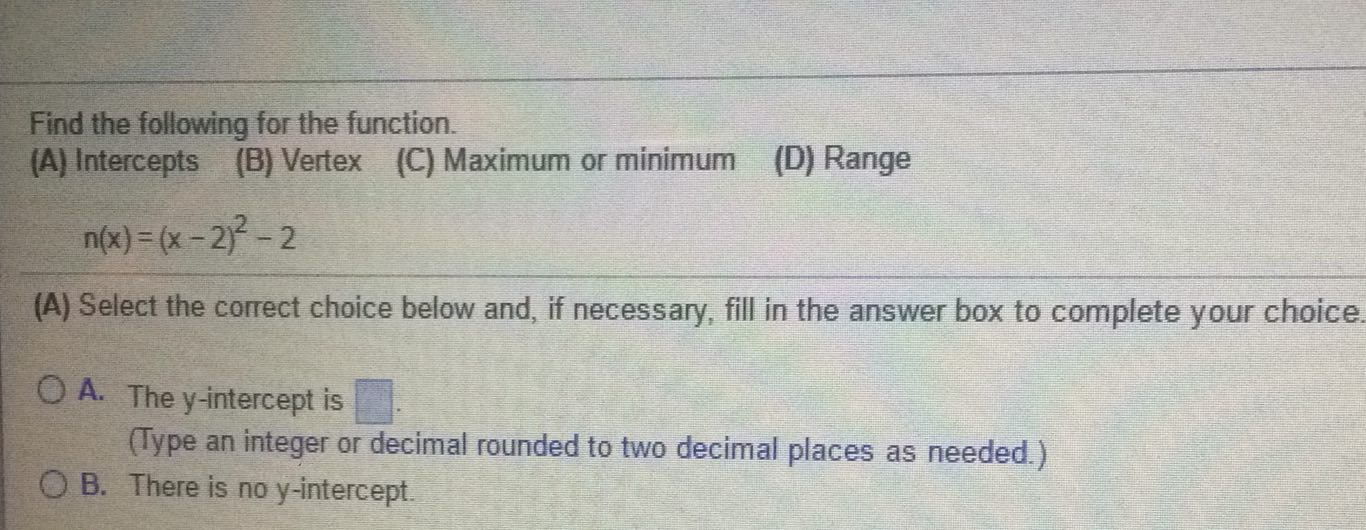 Find the following for the function.
(A) Intercepts (B) Vertex (C) Maximum or minimum (D) Range
n(x) = (x − 2)² − 2
(A) Select the correct choice below and, if necessary, fill in the answer box to complete your choice.
A. The y-intercept is .
(Type an integer or decimal rounded to two decimal places as needed.)
B. There is no y-intercept.